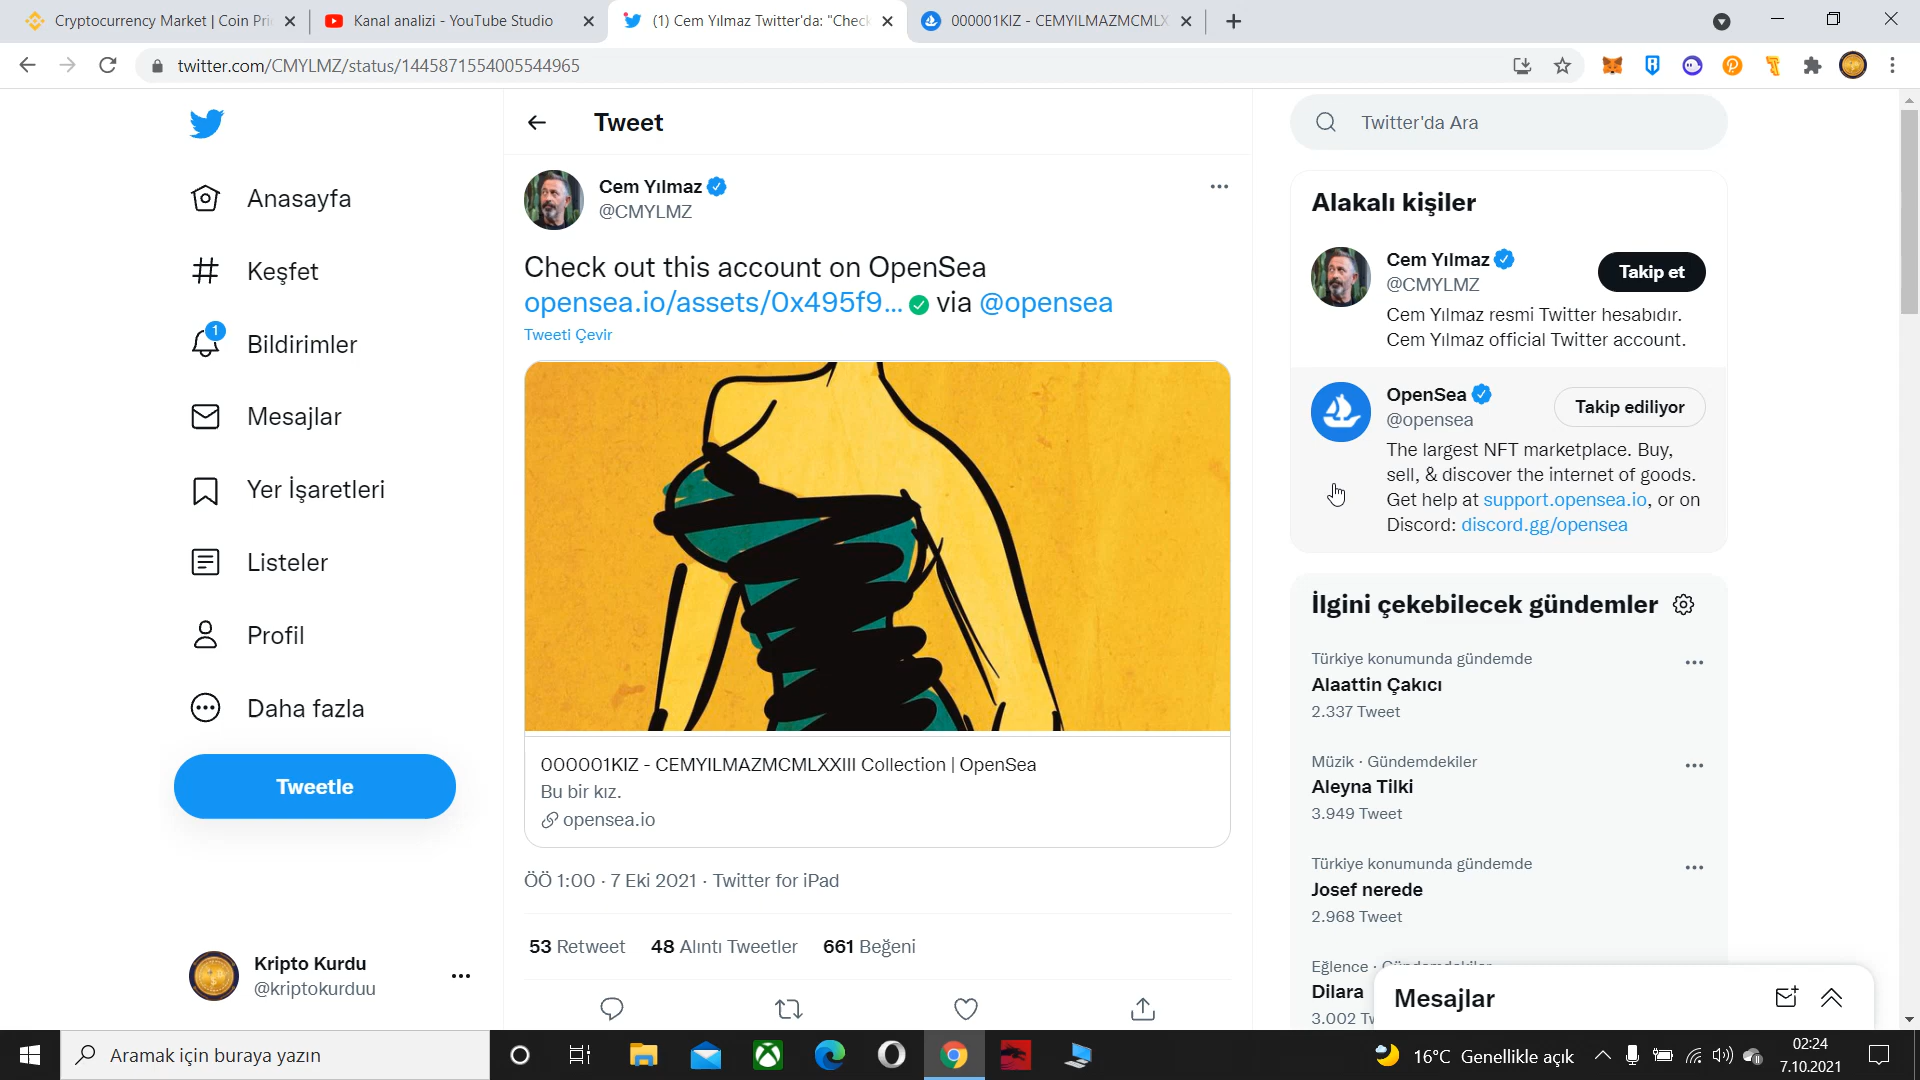 Cryptocurrency Market | Coin Pri
Kanal analizi - YouTube Studio
(1) Cem Yılmaz Twitter'da: "Check
000001KIZ - CEMYILMAZMCMLX
twitter.com/CMYLMZ/status/1445871554005544965
Anasayfa
Keşfet
1
Bildirimler
Mesajlar
Yer İşaretleri
Listeler
Profil
Daha fazla
Tweetle
Kripto Kurdu
@kriptokurduu
Tweet
Cem Yılmaz
@CMYLMZ
Check out this account on OpenSea
opensea.io/assets/0x495f9... via @opensea
Tweeti Çevir
000001KIZ - CEMYILMAZMCMLXXIII Collection | OpenSea
Bu bir kız.
opensea.io
ÖÖ 1:00 · 7 Eki 2021 · Twitter for iPad
53 Retweet 48 Alıntı Tweetler 661 Beğeni
Twitter'da Ara
Alakalı kişiler
Cem Yılmaz
@CMYLMZ
Takip et
Cem Yılmaz resmi Twitter hesabıdır.
Cem Yılmaz official Twitter account.
OpenSea
@opensea
Takip ediliyor
The largest NFT marketplace. Buy,
sell, & discover the internet of goods.
Get help at support.opensea.io, or on
Discord: discord.gg/opensea
İlgini çekebilecek gündemler
Türkiye konumunda gündemde
Alaattin Çakıcı
2.337 Tweet
Müzik · Gündemdekiler
Aleyna Tilki
3.949 Tweet
Türkiye konumunda gündemde
Josef nerede
2.968 Tweet
Eğlence · Gündemdekiler
Dilara
3.002 Tw
Mesajlar
Aramak için buraya yazın
16°C Genellikle açık
02:24
7.10.2021